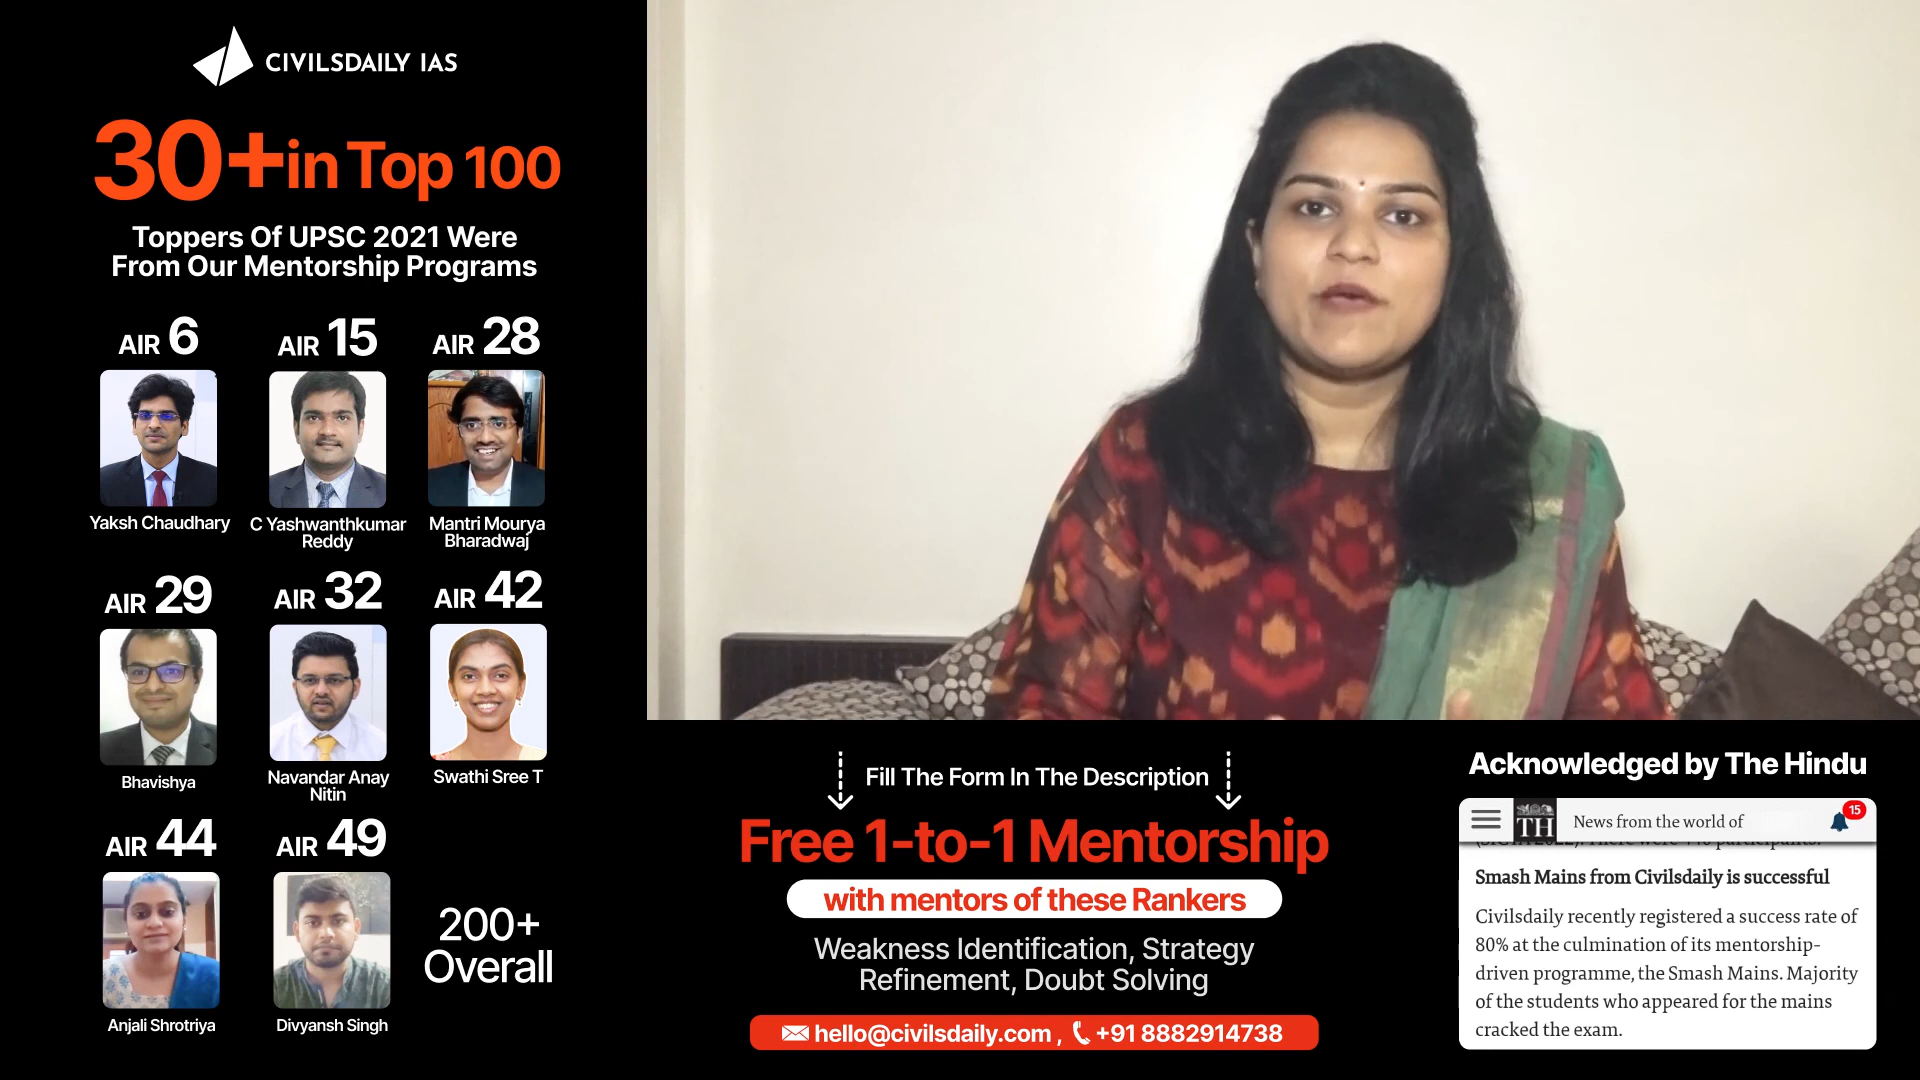 CIVILSDAILY IAS
30+ in Top 100
Toppers Of UPSC 2021 Were
From Our Mentorship Programs
AIR 6
AIR 15
AIR 28
Yaksh Chaudhary
C Yashwanthkumar
Reddy
Mantri Mourya
Bharadwaj
AIR 29
AIR 32
AIR 42
Bhavishya
Navandar Anay
Nitin
Swathi Sree T
AIR 44
AIR 49
200+
Overall
Anjali Shrotriya
Divyansh Singh
Fill The Form In The Description
Free 1-to-1 Mentorship
with mentors of these Rankers
Weakness Identification, Strategy
Refinement, Doubt Solving
hello@civilsdaily.com , +91 8882914738
Acknowledged by The Hindu
TH
News from the world of
15
Smash Mains from Civilsdaily is successful
Civilsdaily recently registered a success rate of
80% at the culmination of its mentorship-
driven programme, the Smash Mains. Majority
of the students who appeared for the mains
cracked the exam.